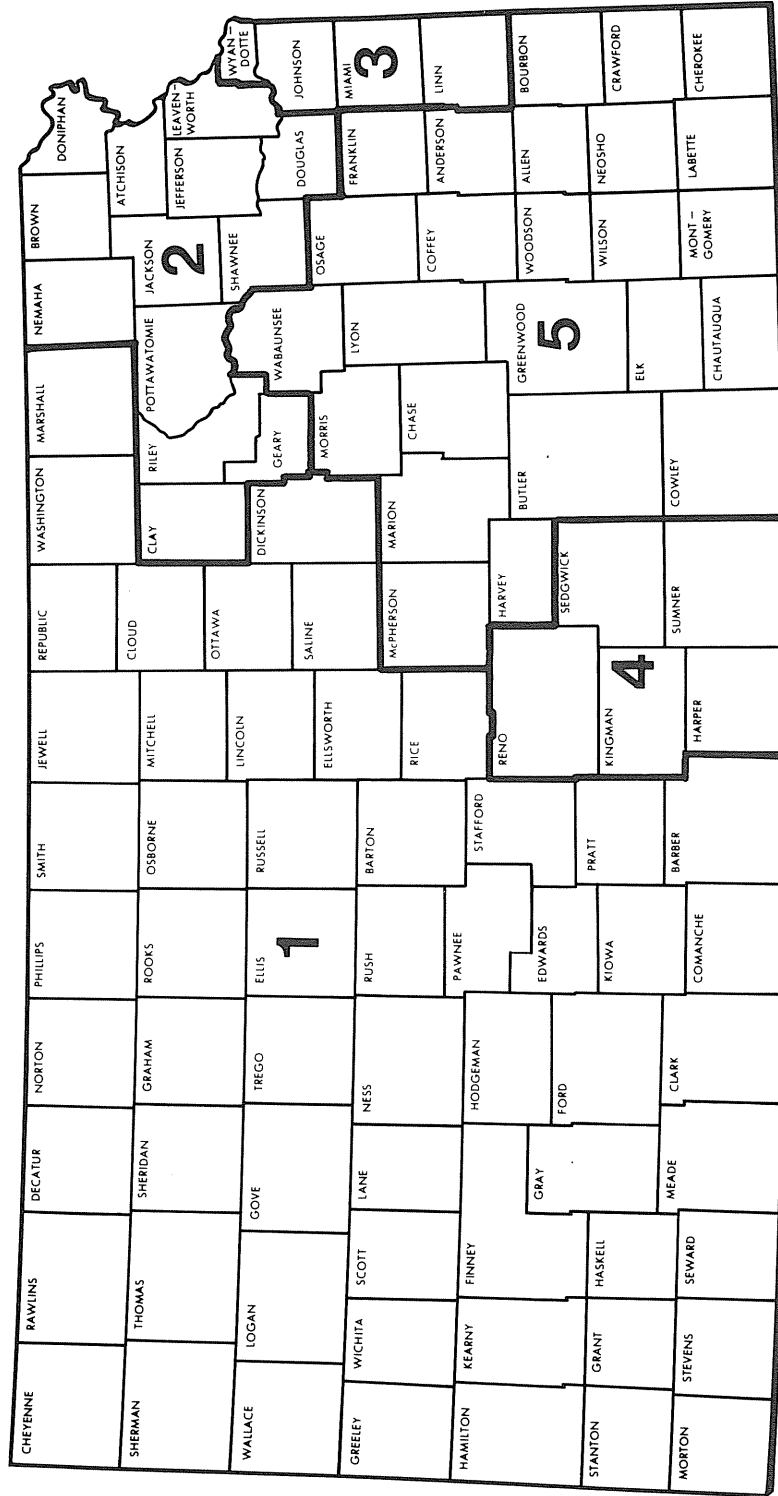 CHEYENNE
RAWLINS
DECATUR
NORTON
PHILLIPS
SMITH
JEWELL
REPUBLIC
WASHINGTON
MARSHALL
NEMAHA
BROWN
DONIPHAN
SHERMAN
THOMAS
SHERIDAN
GRAHAM
ROOKS
OSBORNE
MITCHELL
CLOUD
CLAY
RILEY
POTTAWATOMIE
JACKSON
2
ATCHISON
JEFFERSON
LEAVEN-
WORTH
WYAN-
DOTTE
WALLACE
LOGAN
GOVE
TREGO
ELLIS
1
RUSSELL
LINCOLN
OTTAWA
ELLSWORTH
SALINE
DICKINSON
GEARY
WABAUNSEE
SHAWNEE
DOUGLAS
JOHNSON
GREELEY
WICHITA
SCOTT
LANE
NESS
RUSH
BARTON
RICE
McPHERSON
MARION
MORRIS
CHASE
LYON
OSAGE
FRANKLIN
MIAMI
3
HAMILTON
KEARNY
FINNEY
HODGEMAN
PAWNEE
STAFFORD
RENO
HARVEY
BUTLER
GREENWOOD
5
COFFEY
ANDERSON
LINN
GRAY
FORD
EDWARDS
SEDGWICK
WOODSON
ALLEN
BOURBON
STANTON
GRANT
HASKELL
KIOWA
PRATT
KINGMAN
4
ELK
WILSON
NEOSHO
CRAWFORD
MORTON
STEVENS
SEWARD
MEADE
CLARK
COMANCHE
BARBER
HARPER
SUMNER
COWLEY
CHAUTAUQUA
MONT-
GOMERY
LABETTE
CHEROKEE